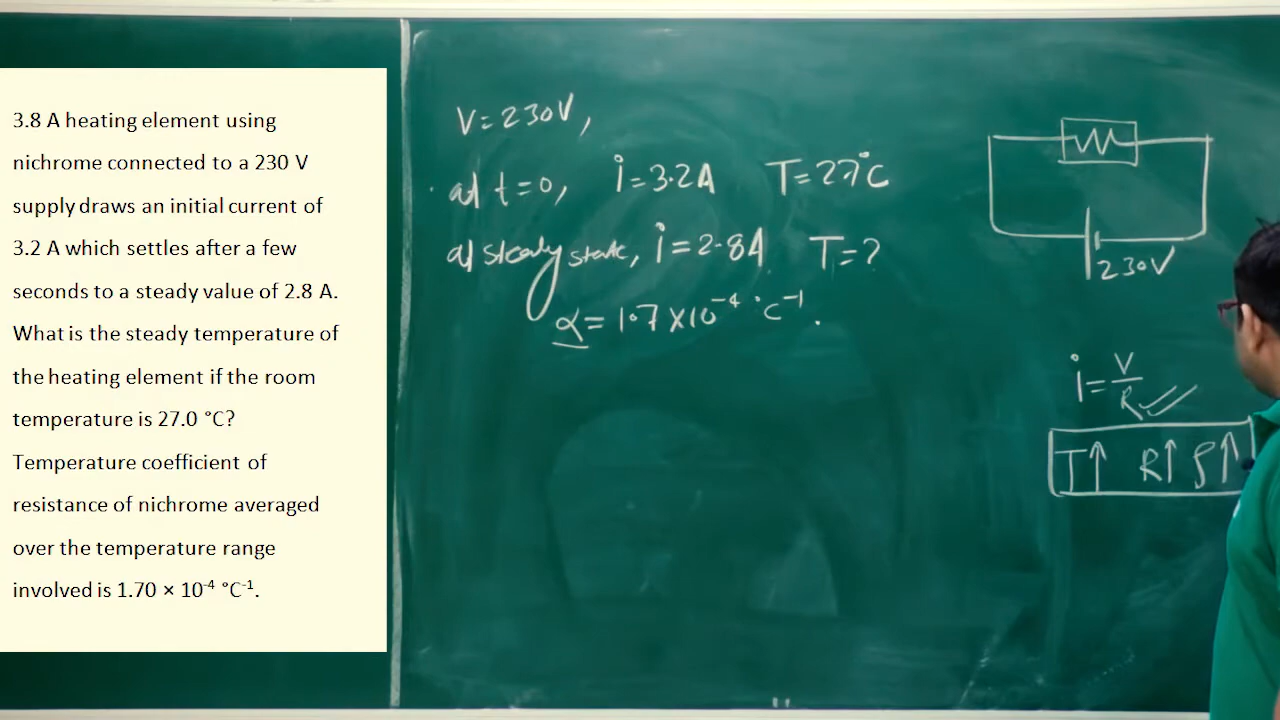 3.8 A heating element using
nichrome connected to a 230 V
supply draws an initial current of
3.2 A which settles after a few
seconds to a steady value of 2.8 A.
What is the steady temperature of
the heating element if the room
temperature is 27.0 °C?
Temperature coefficient of
resistance of nichrome averaged
over the temperature range
involved is 1.70 × 10⁻⁴ °C⁻¹.
V=230V,
at t=0, i=3.2A T=27°C
at steady state, i=2.8A T=?
α=1.7×10⁻⁴ °C⁻¹.
230V
i=V/R
T↑ R↑ ρ↑